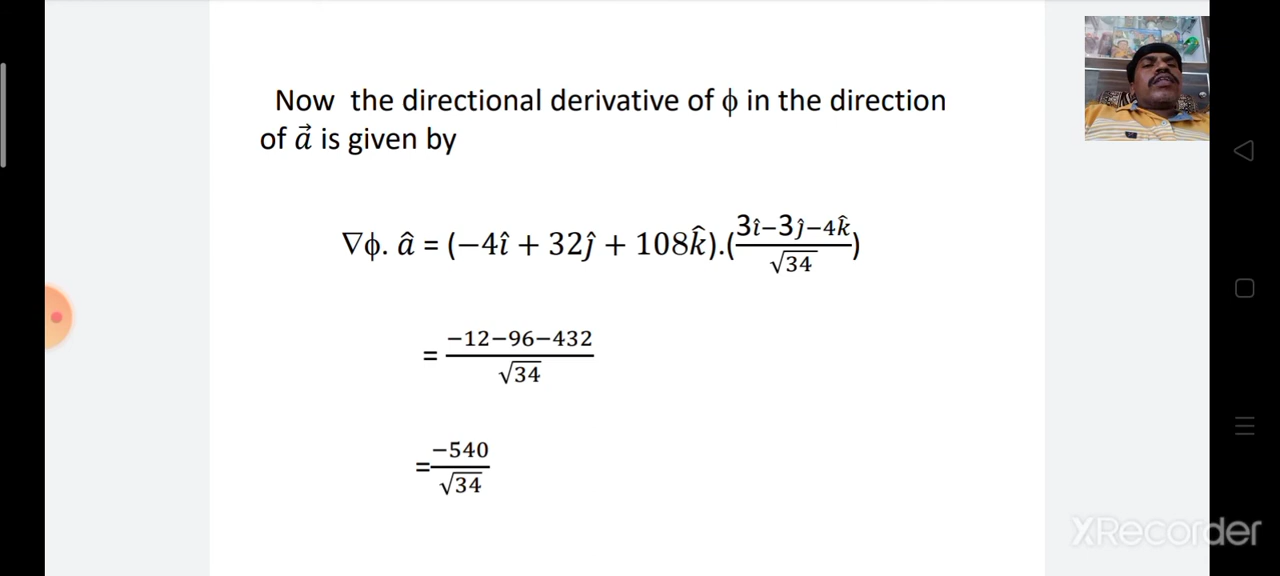 Now the directional derivative of ϕ in the direction
of a⃗ is given by
∇ϕ. â = (−4î + 32ĵ + 108k̂).(3î−3ĵ−4k̂/√34)
= −12−96−432/√34
=−540/√34
XRecorder